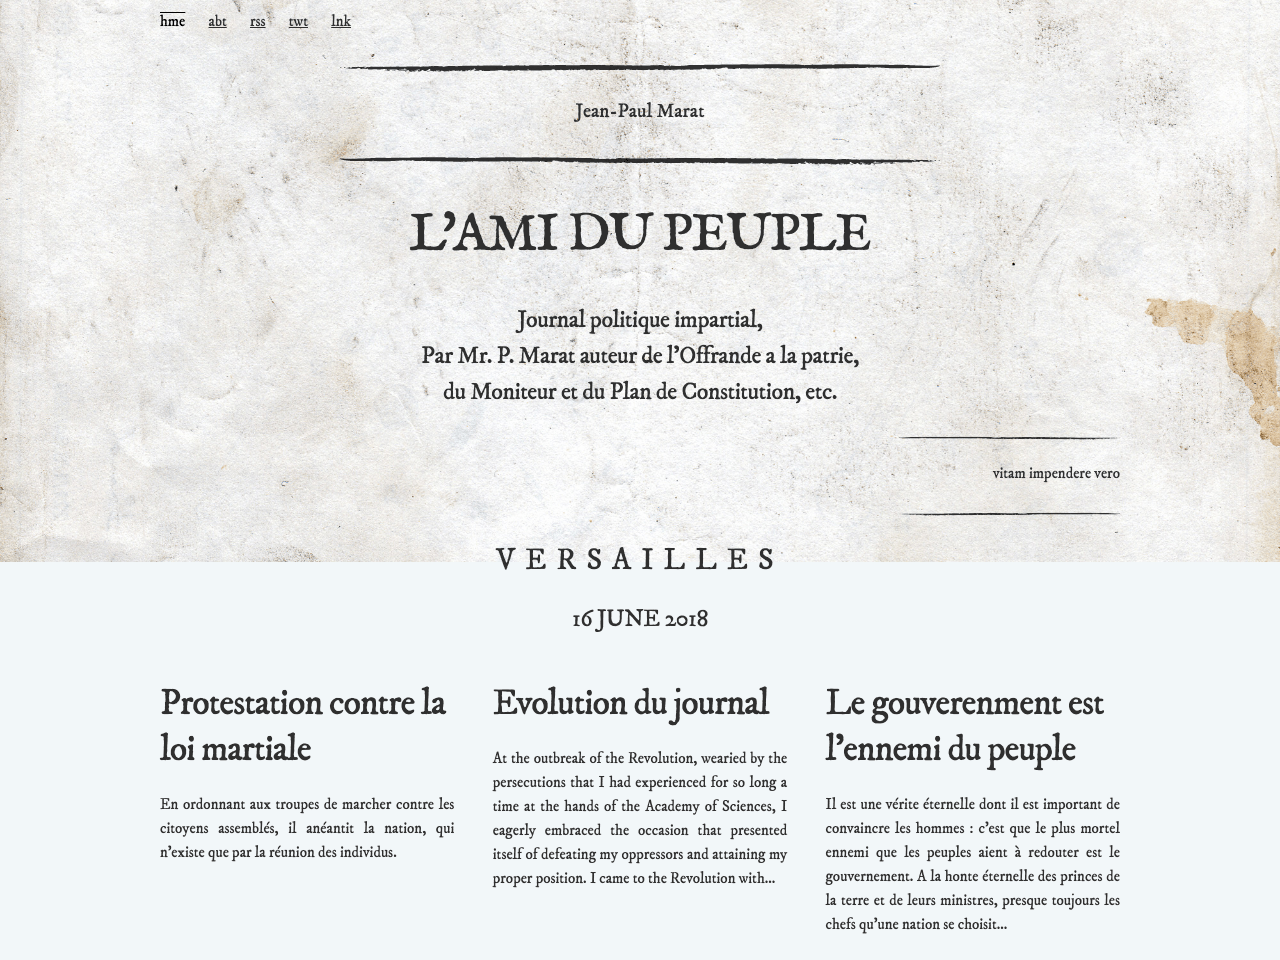 hme abt rss twt lnk
Jean-Paul Marat
L’AMI DU PEUPLE
Journal politique impartial,
Par Mr. P. Marat auteur de l’Offrande a la patrie,
du Moniteur et du Plan de Constitution, etc.
vitam impendere vero
VERSAILLES
16 JUNE 2018
Protestation contre la
loi martiale
En ordonnant aux troupes de marcher contre les
citoyens assemblés, il anéantit la nation, qui
n’existe que par la réunion des individus.
Evolution du journal
At the outbreak of the Revolution, wearied by the
persecutions that I had experienced for so long a
time at the hands of the Academy of Sciences, I
eagerly embraced the occasion that presented
itself of defeating my oppressors and attaining my
proper position. I came to the Revolution with...
Le gouverenment est
l’ennemi du peuple
Il est une vérite éternelle dont il est important de
convaincre les hommes : c’est que le plus mortel
ennemi que les peuples aient à redouter est le
gouvernement. A la honte éternelle des princes de
la terre et de leurs ministres, presque toujours les
chefs qu’une nation se choisit...